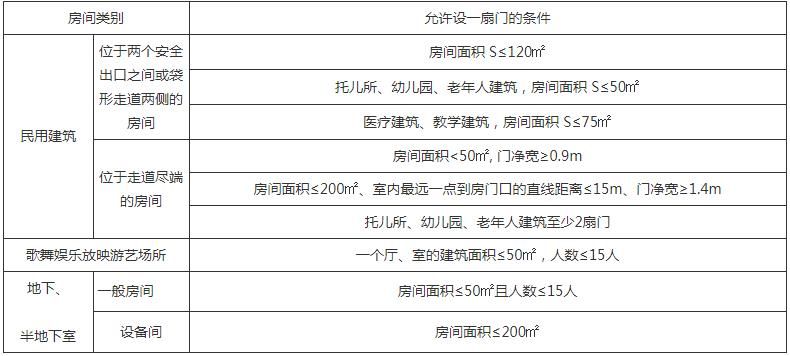 房间类别
允许设一扇门的条件
民用建筑
位于两个安全
出口之间或袋
形走道两侧的
房间
房间面积 S≤120㎡
托儿所、幼儿园、老年人建筑，房间面积 S≤50㎡
医疗建筑、教学建筑，房间面积 S≤75㎡
位于走道尽端
的房间
房间面积<50㎡, 门净宽≥0.9m
房间面积≤200㎡、室内最远一点到房门口的直线距离≤15m、门净宽≥1.4m
托儿所、幼儿园、老年人建筑至少2扇门
歌舞娱乐放映游艺场所
一个厅、室的建筑面积≤50㎡，人数≤15人
地下、
半地下室
一般房间
房间面积≤50㎡且人数≤15人
设备间
房间面积≤200㎡